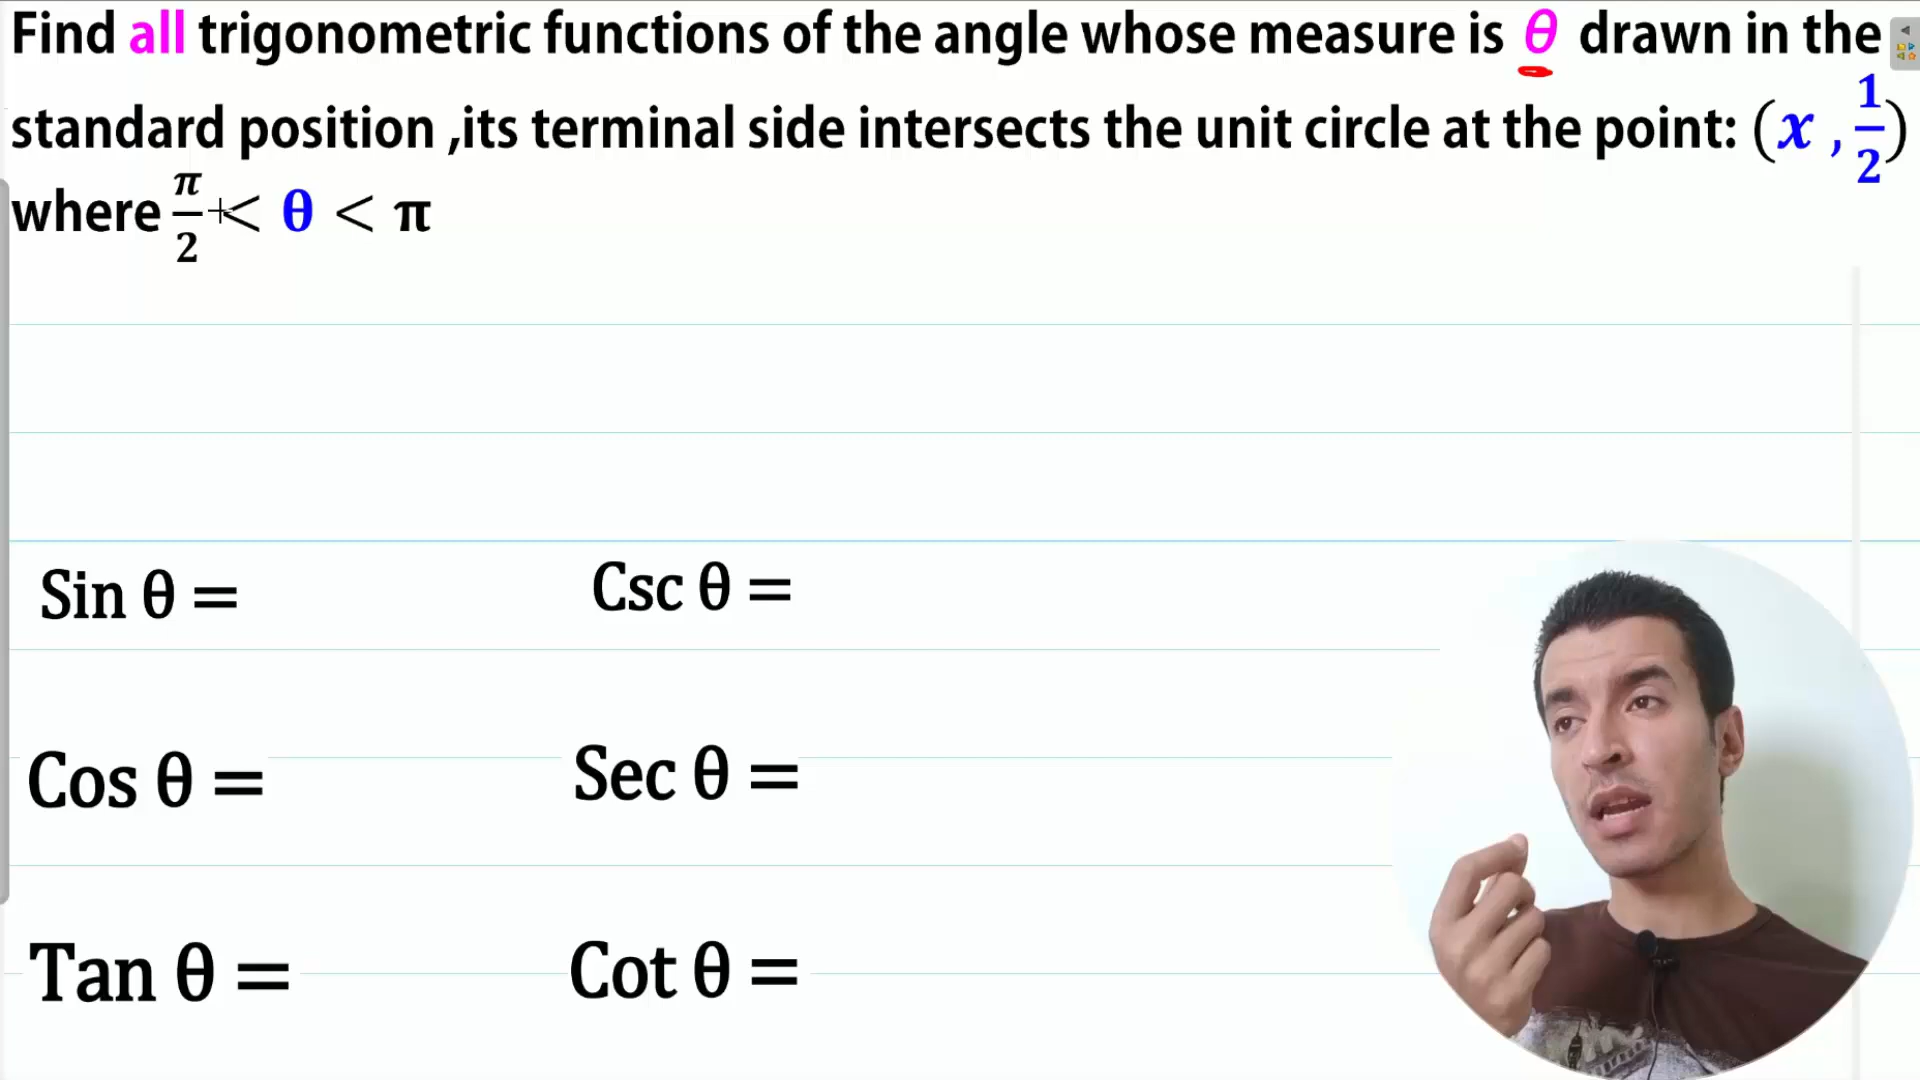 Find all trigonometric functions of the angle whose measure is θ drawn in the
standard position ,its terminal side intersects the unit circle at the point: (x , 1/2)
where π/2 < θ < π
Sin θ =
Csc θ =
Cos θ =
Sec θ =
Tan θ =
Cot θ =